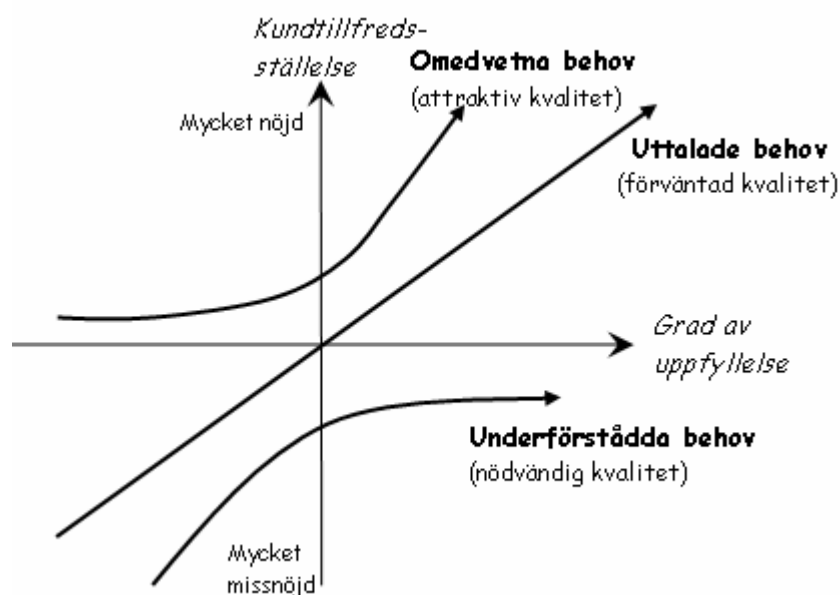 Kundtillfreds-
ställelse
Omedvetna behov
(attraktiv kvalitet)
Mycket nöjd
Uttalade behov
(förväntad kvalitet)
Grad av
uppfyllelse
Underförstådda behov
(nödvändig kvalitet)
Mycket
missnöjd